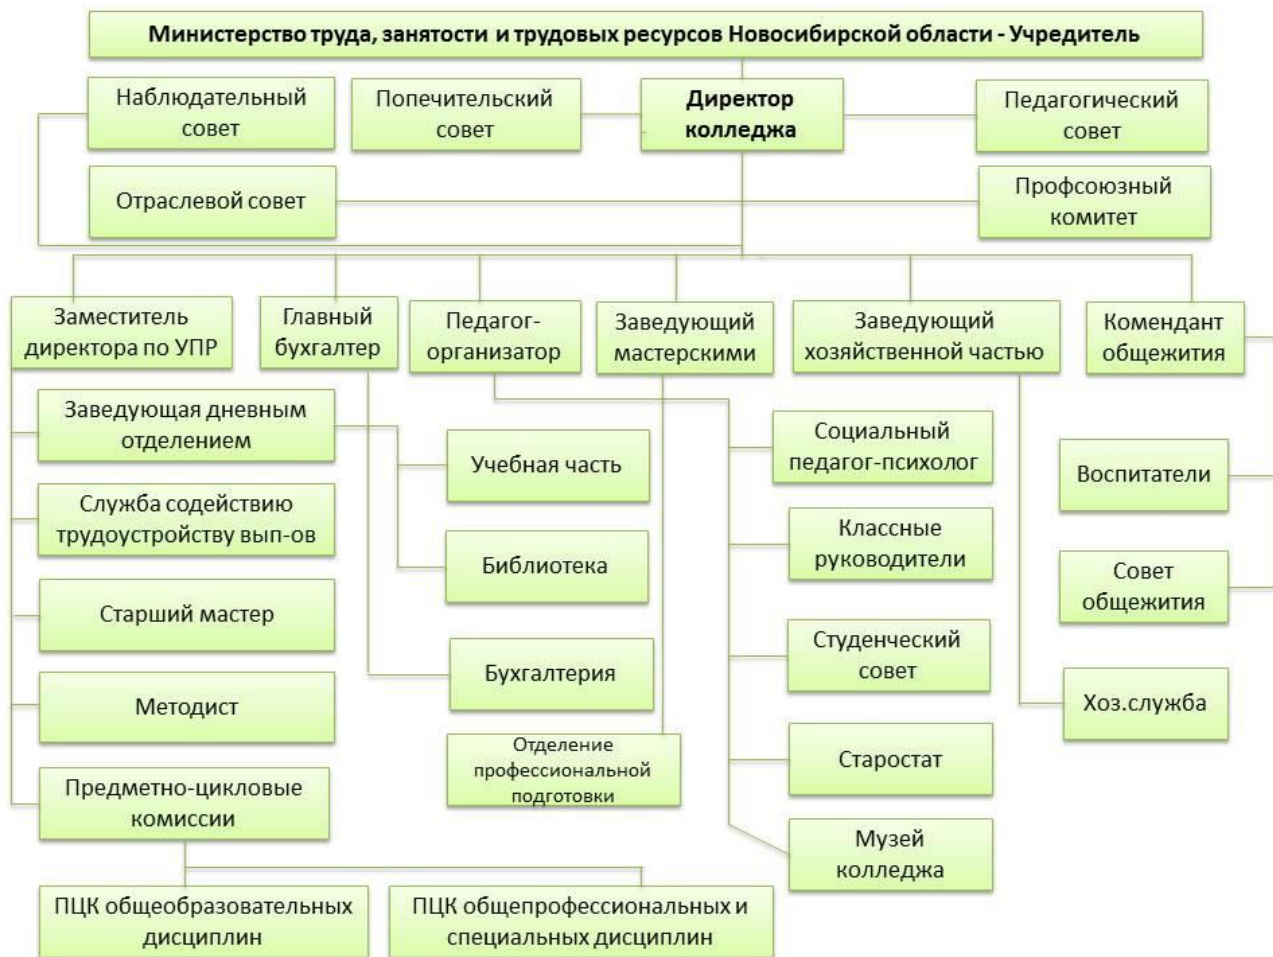 Министерство труда, занятости и трудовых ресурсов Новосибирской области - Учредитель
Наблюдательный
совет
Попечительский
совет
Директор
колледжа
Педагогический
совет
Отраслевой совет
Профсоюзный
комитет
Заместитель
директора по УПР
Главный
бухгалтер
Педагог-
организатор
Заведующий
мастерскими
Заведующий
хозяйственной частью
Комендант
общежития
Заведующая дневным
отделением
Служба содействию
трудоустройству вып-ов
Старший мастер
Методист
Предметно-цикловые
комиссии
Учебная часть
Библиотека
Бухгалтерия
Отделение
профессиональной
подготовки
Социальный
педагог-психолог
Классные
руководители
Студенческий
совет
Старостат
Музей
колледжа
Воспитатели
Совет
общежития
Хоз.служба
ПЦК общеобразовательных
дисциплин
ПЦК общепрофессиональных и
специальных дисциплин